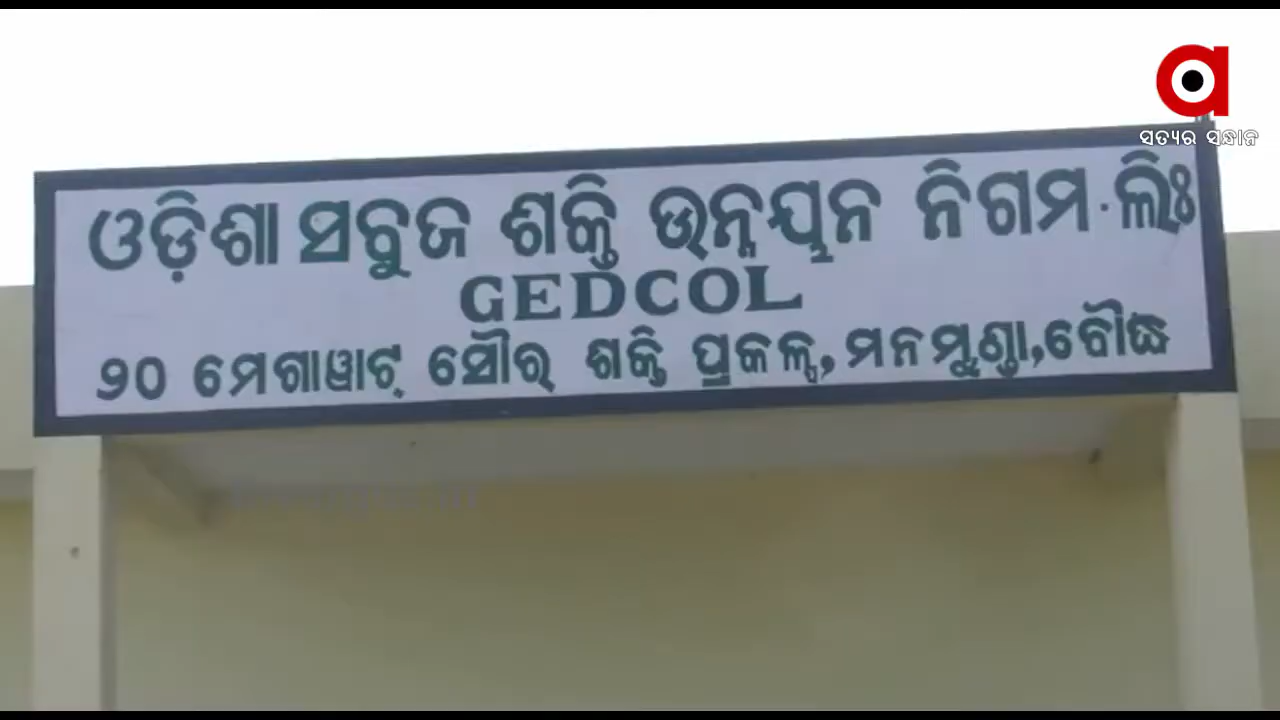 ସତ୍ୟର ସନ୍ଧାନ
ଓଡ଼ିଶା ସବୁଜ ଶକ୍ତି ଉନ୍ନୟନ ନିଗମ·ଲିଃ
GEDCOL
୨୦ ମେଗାୱାଟ୍ ସୌର୍ ଶକ୍ତି ପ୍ରକଳ୍ପ, ମନମୁଣ୍ଡା, ବୌଦ୍ଧ